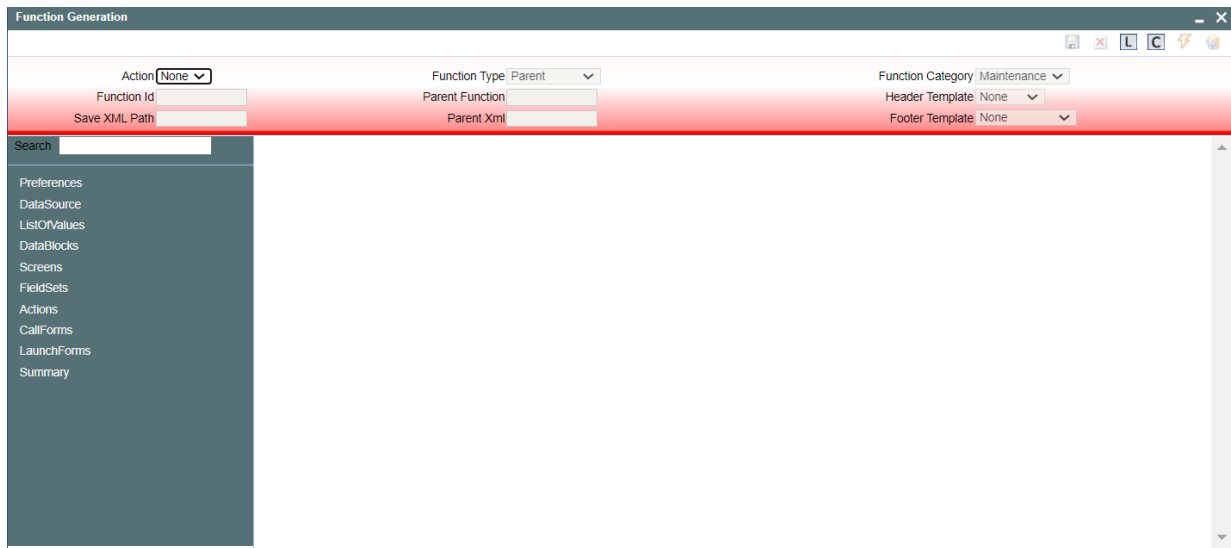 Function Generation
L C
Action None Function Type Parent Function Category Maintenance
Function Id Parent Function Header Template None
Save XML Path Parent Xml Footer Template None
Search
Preferences
DataSource
ListOfValues
DataBlocks
Screens
FieldSets
Actions
CallForms
LaunchForms
Summary